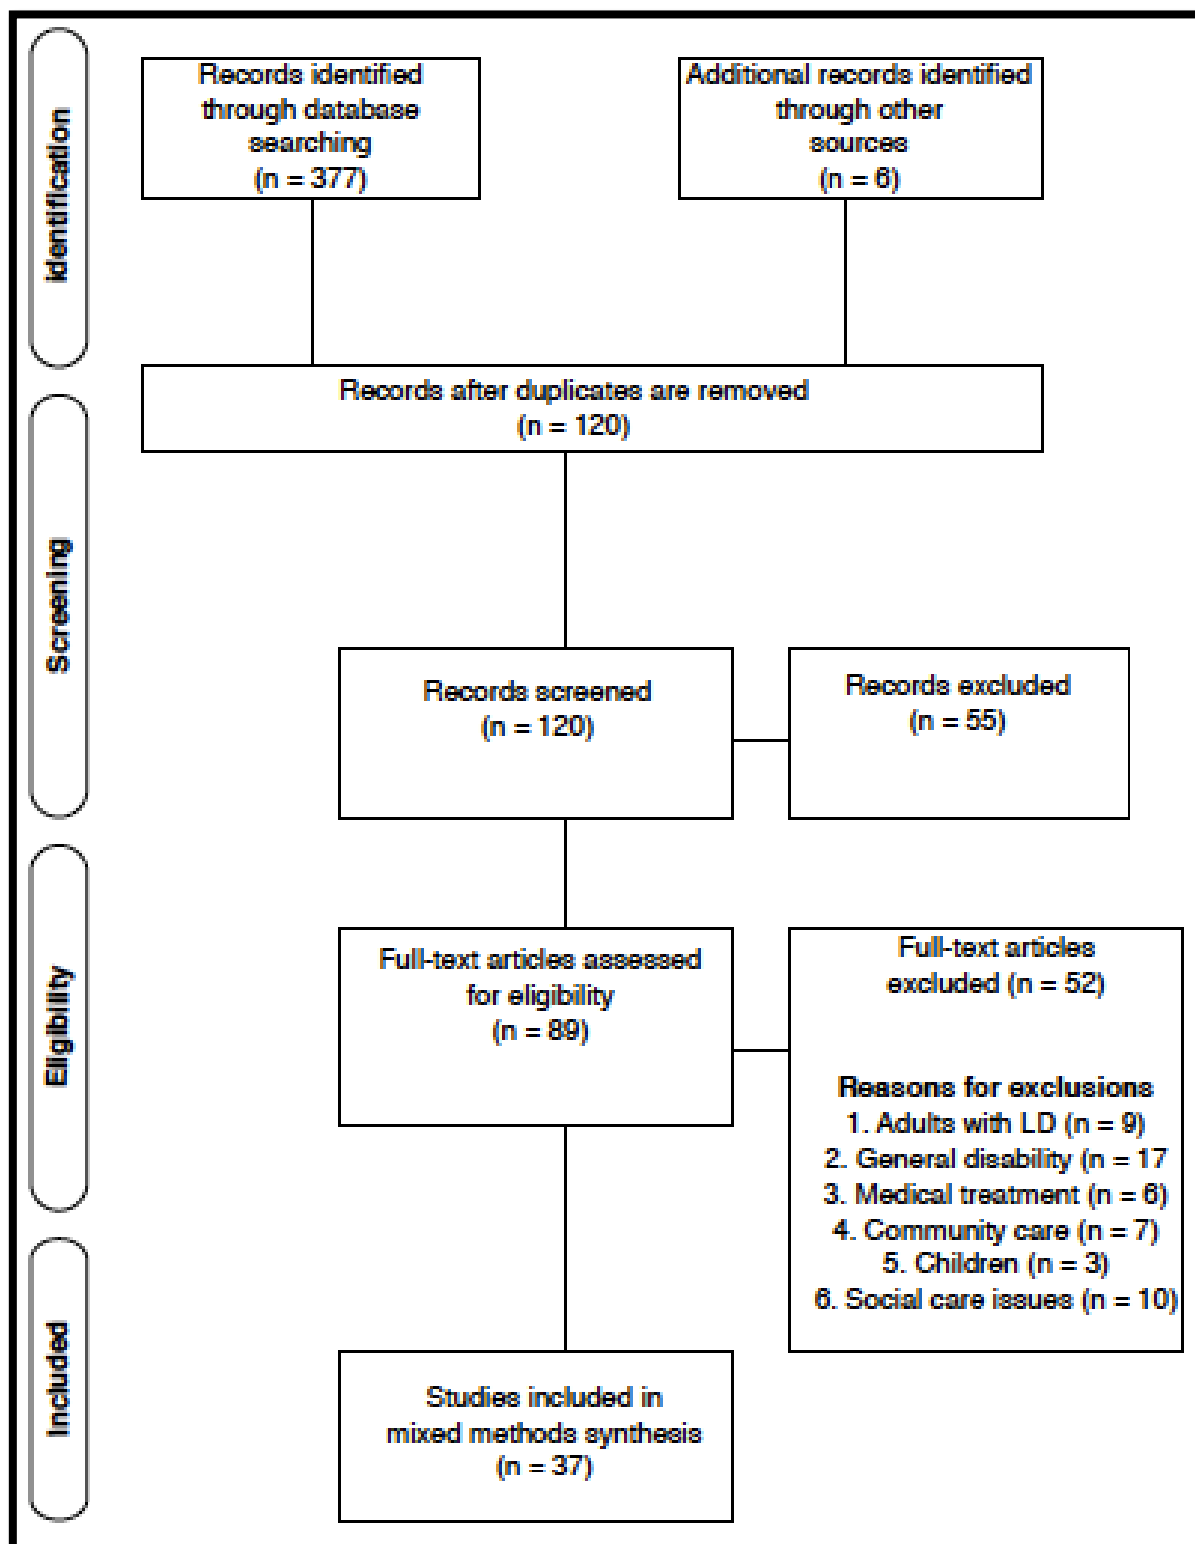 Identification
Records identified
through database
searching
(n = 377)
Additional records identified
through other
sources
(n = 6)
Records after duplicates are removed
(n = 120)
Screening
Records screened
(n = 120)
Records excluded
(n = 55)
Eligibility
Full-text articles assessed
for eligibility
(n = 89)
Full-text articles
excluded (n = 52)
Reasons for exclusions
1. Adults with LD (n = 9)
2. General disability (n = 17
3. Medical treatment (n = 6)
4. Community care (n = 7)
5. Children (n = 3)
6. Social care issues (n = 10)
Included
Studies included in
mixed methods synthesis
(n = 37)